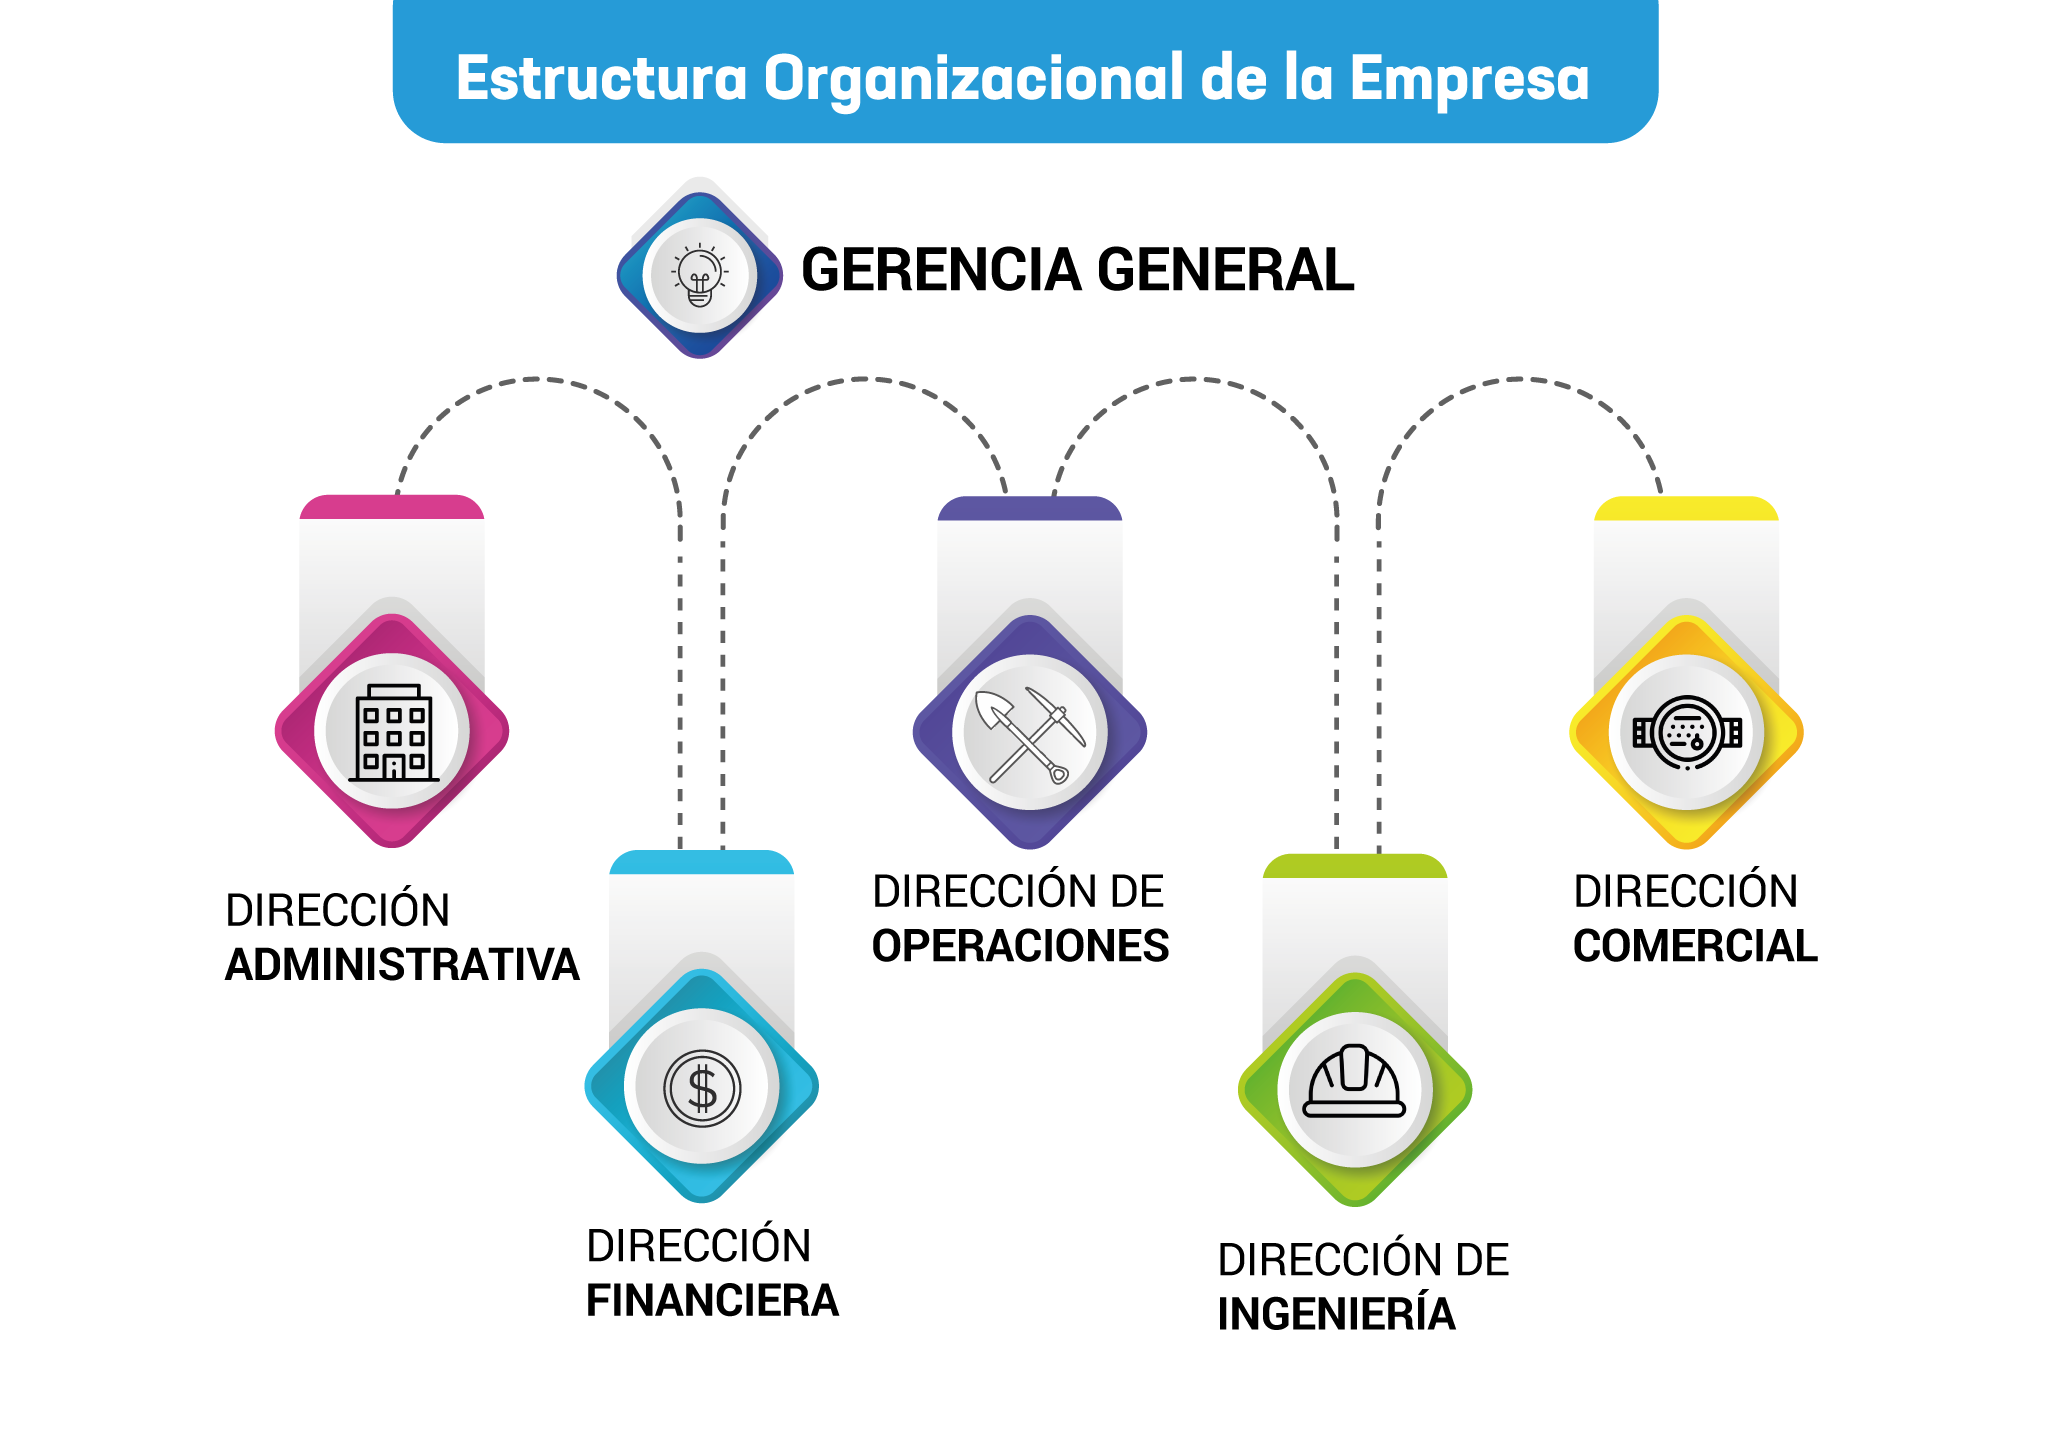 Estructura Organizacional de la Empresa
GERENCIA GENERAL
DIRECCIÓN
ADMINISTRATIVA
DIRECCIÓN
FINANCIERA
DIRECCIÓN DE
OPERACIONES
DIRECCIÓN DE
INGENIERÍA
DIRECCIÓN
COMERCIAL